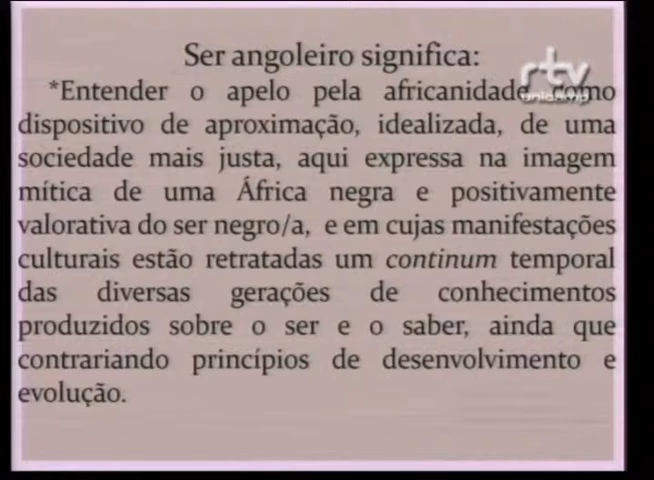 Ser angoleiro significa:
rtv
unicamp
*Entender o apelo pela africanidade como
dispositivo de aproximação, idealizada, de uma
sociedade mais justa, aqui expressa na imagem
mítica de uma África negra e positivamente
valorativa do ser negro/a, e em cujas manifestações
culturais estão retratadas um continum temporal
das diversas gerações de conhecimentos
produzidos sobre o ser e o saber, ainda que
contrariando princípios de desenvolvimento e
evolução.